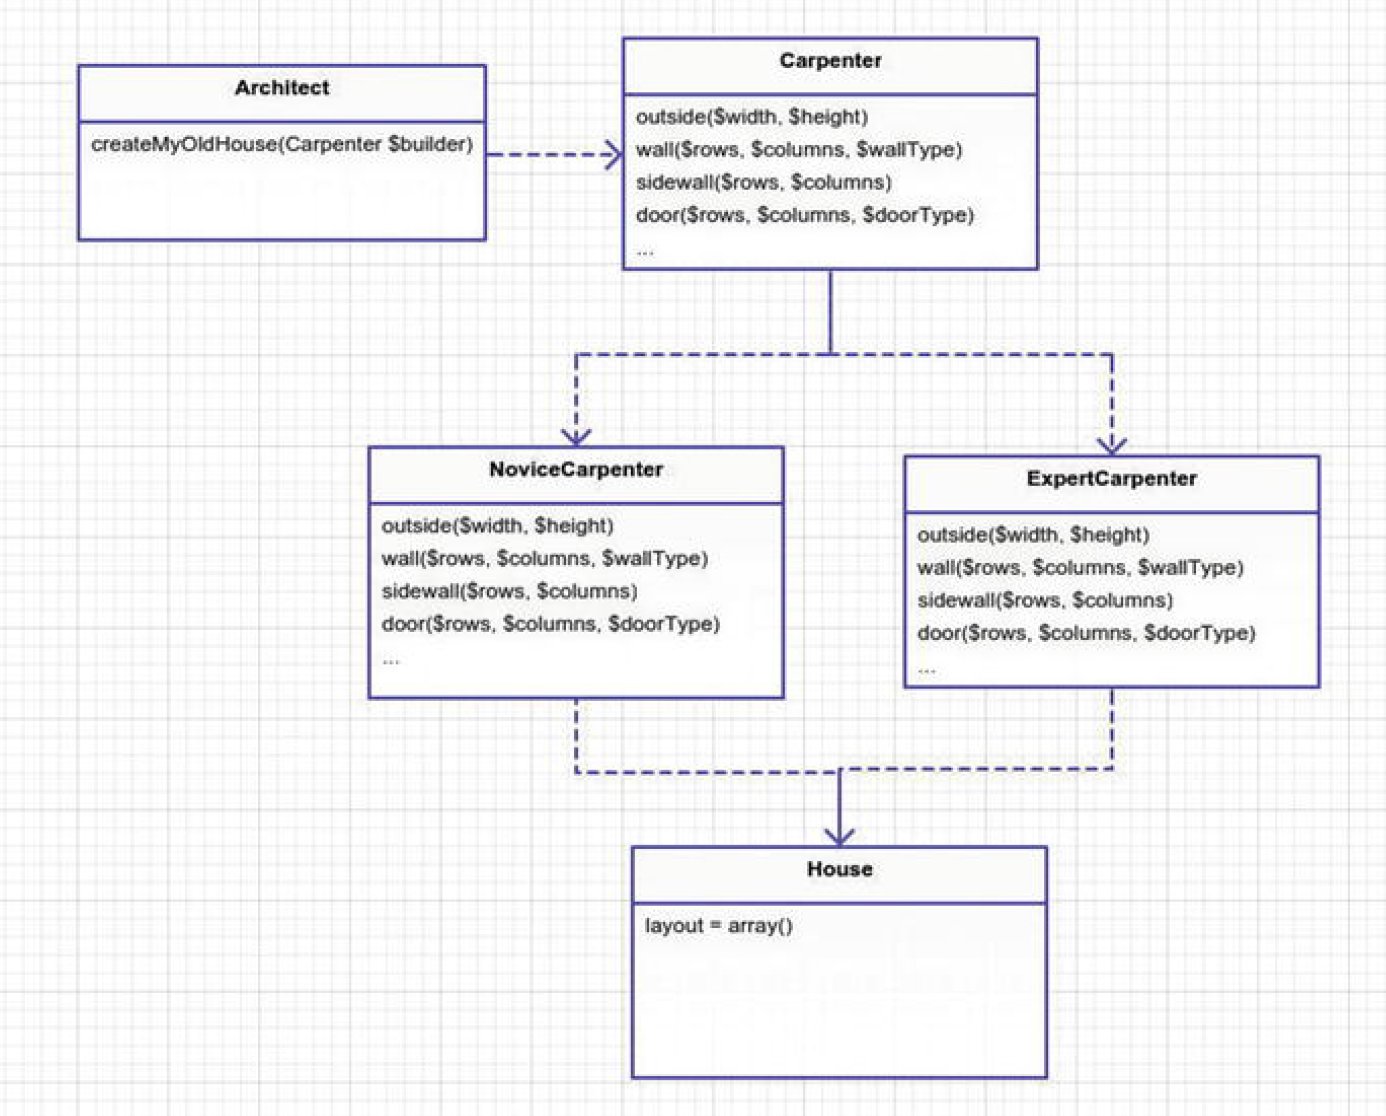 Architect
createMyOldHouse(Carpenter $builder)
Carpenter
outside($width, $height)
wall($rows, $columns, $wallType)
sidewall($rows, $columns)
door($rows, $columns, $doorType)
...
NoviceCarpenter
outside($width, $height)
wall($rows, $columns, $wallType)
sidewall($rows, $columns)
door($rows, $columns, $doorType)
...
ExpertCarpenter
outside($width, $height)
wall($rows, $columns, $wallType)
sidewall($rows, $columns)
door($rows, $columns, $doorType)
...
House
layout = array()